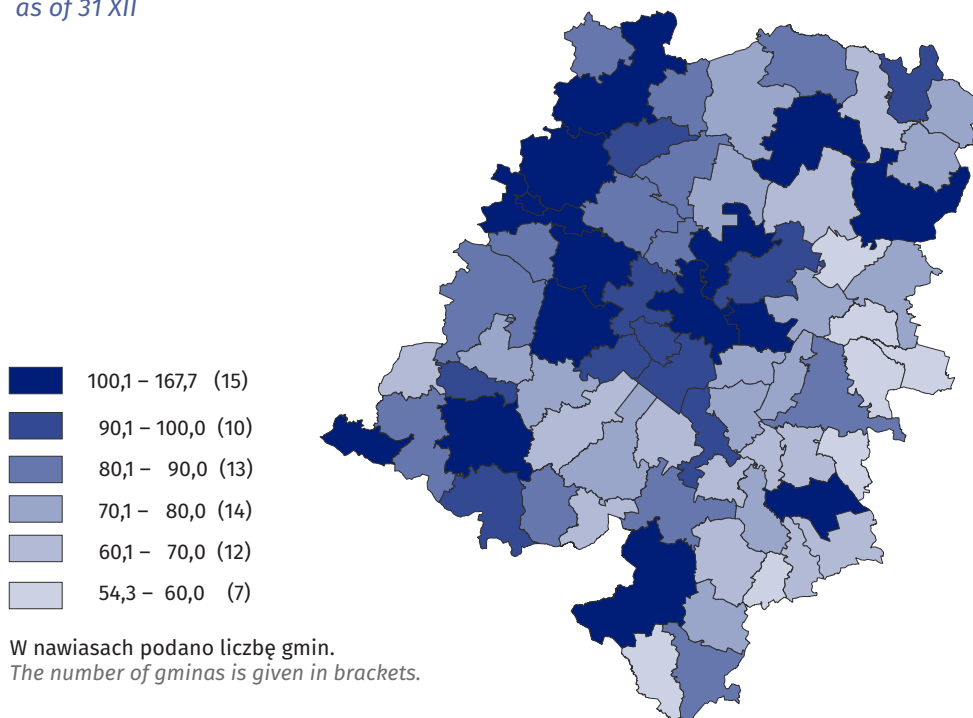 as of 31 XII
100,1 – 167,7 (15)
90,1 – 100,0 (10)
80,1 – 90,0 (13)
70,1 – 80,0 (14)
60,1 – 70,0 (12)
54,3 – 60,0 (7)
W nawiasach podano liczbę gmin.
The number of gminas is given in brackets.